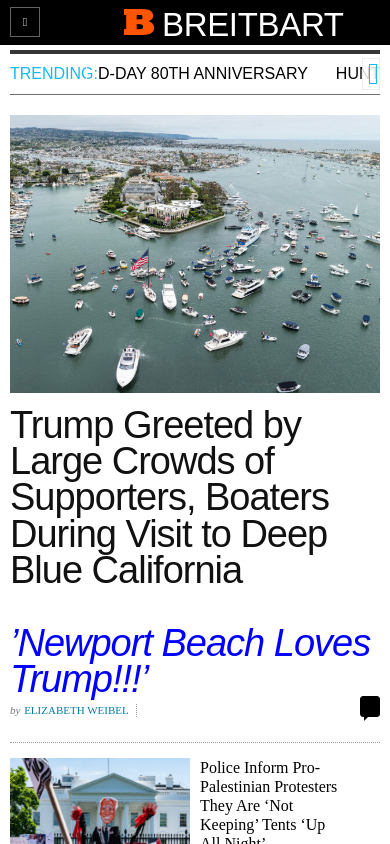 BREITBART
TRENDING: D-DAY 80TH ANNIVERSARY
Trump Greeted by
Large Crowds of
Supporters, Boaters
During Visit to Deep
Blue California
’Newport Beach Loves
Trump!!!’
by ELIZABETH WEIBEL
Police Inform Pro-
Palestinian Protesters
They Are ‘Not
Keeping’ Tents ‘Up
All Night’